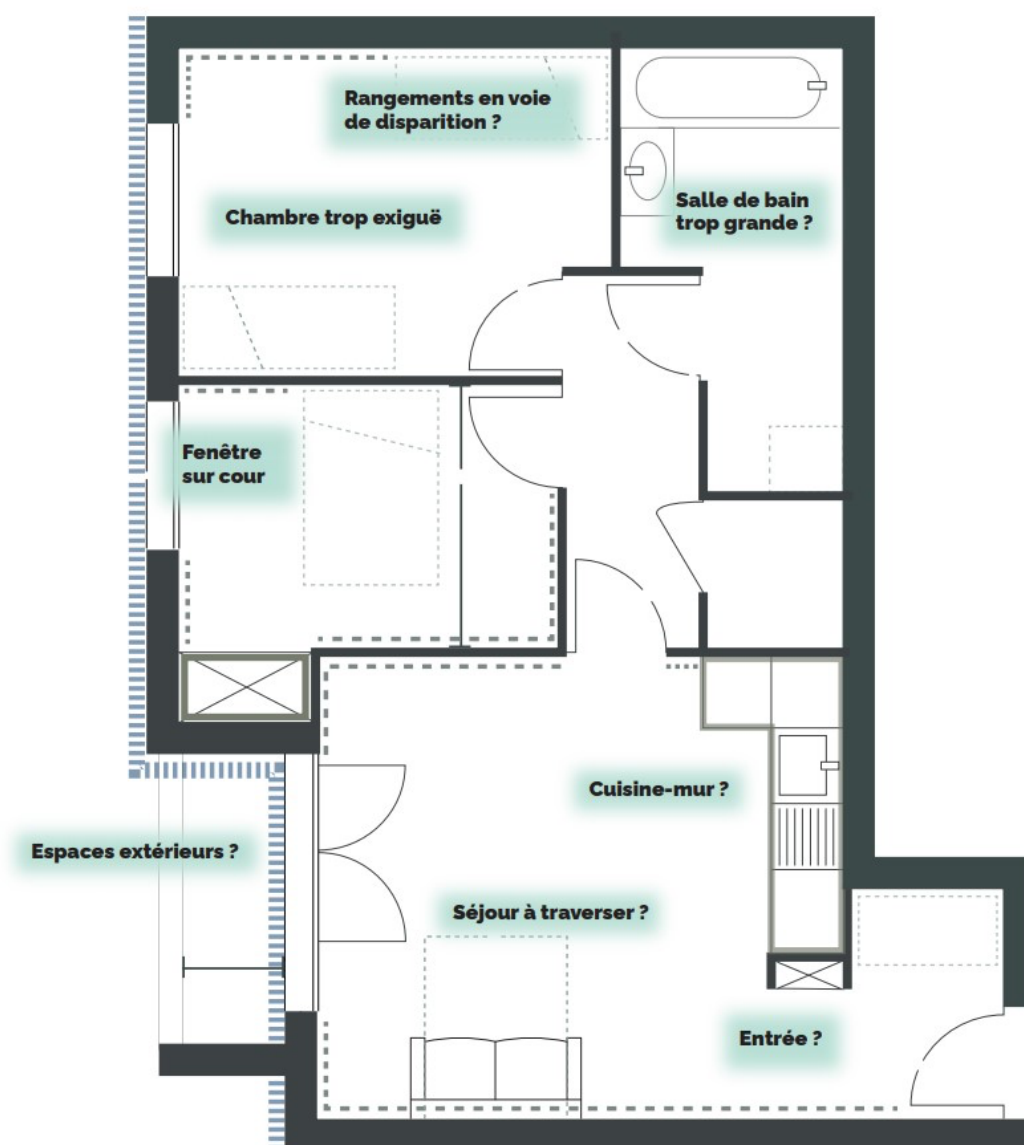 Rangements en voie
de disparition ?
Chambre trop exiguë
Salle de bain
trop grande ?
Fenêtre
sur cour
Cuisine-mur ?
Espaces extérieurs ?
Séjour à traverser ?
Entrée ?